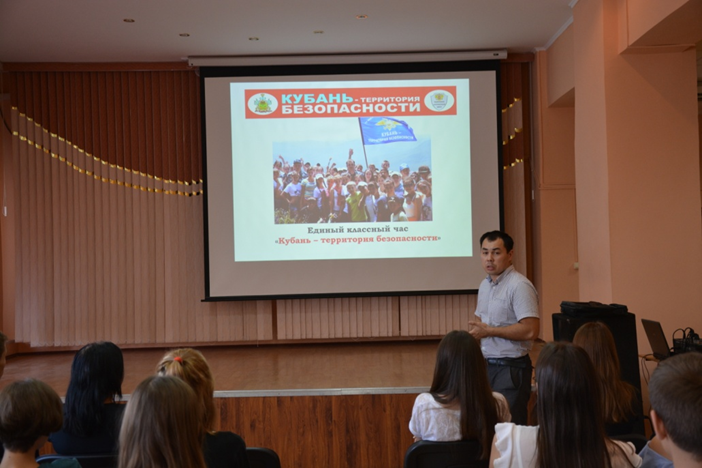 КУБАНЬ - ТЕРРИТОРИЯ
БЕЗОПАСНОСТИ
Единый классный час
«Кубань – территория безопасности»